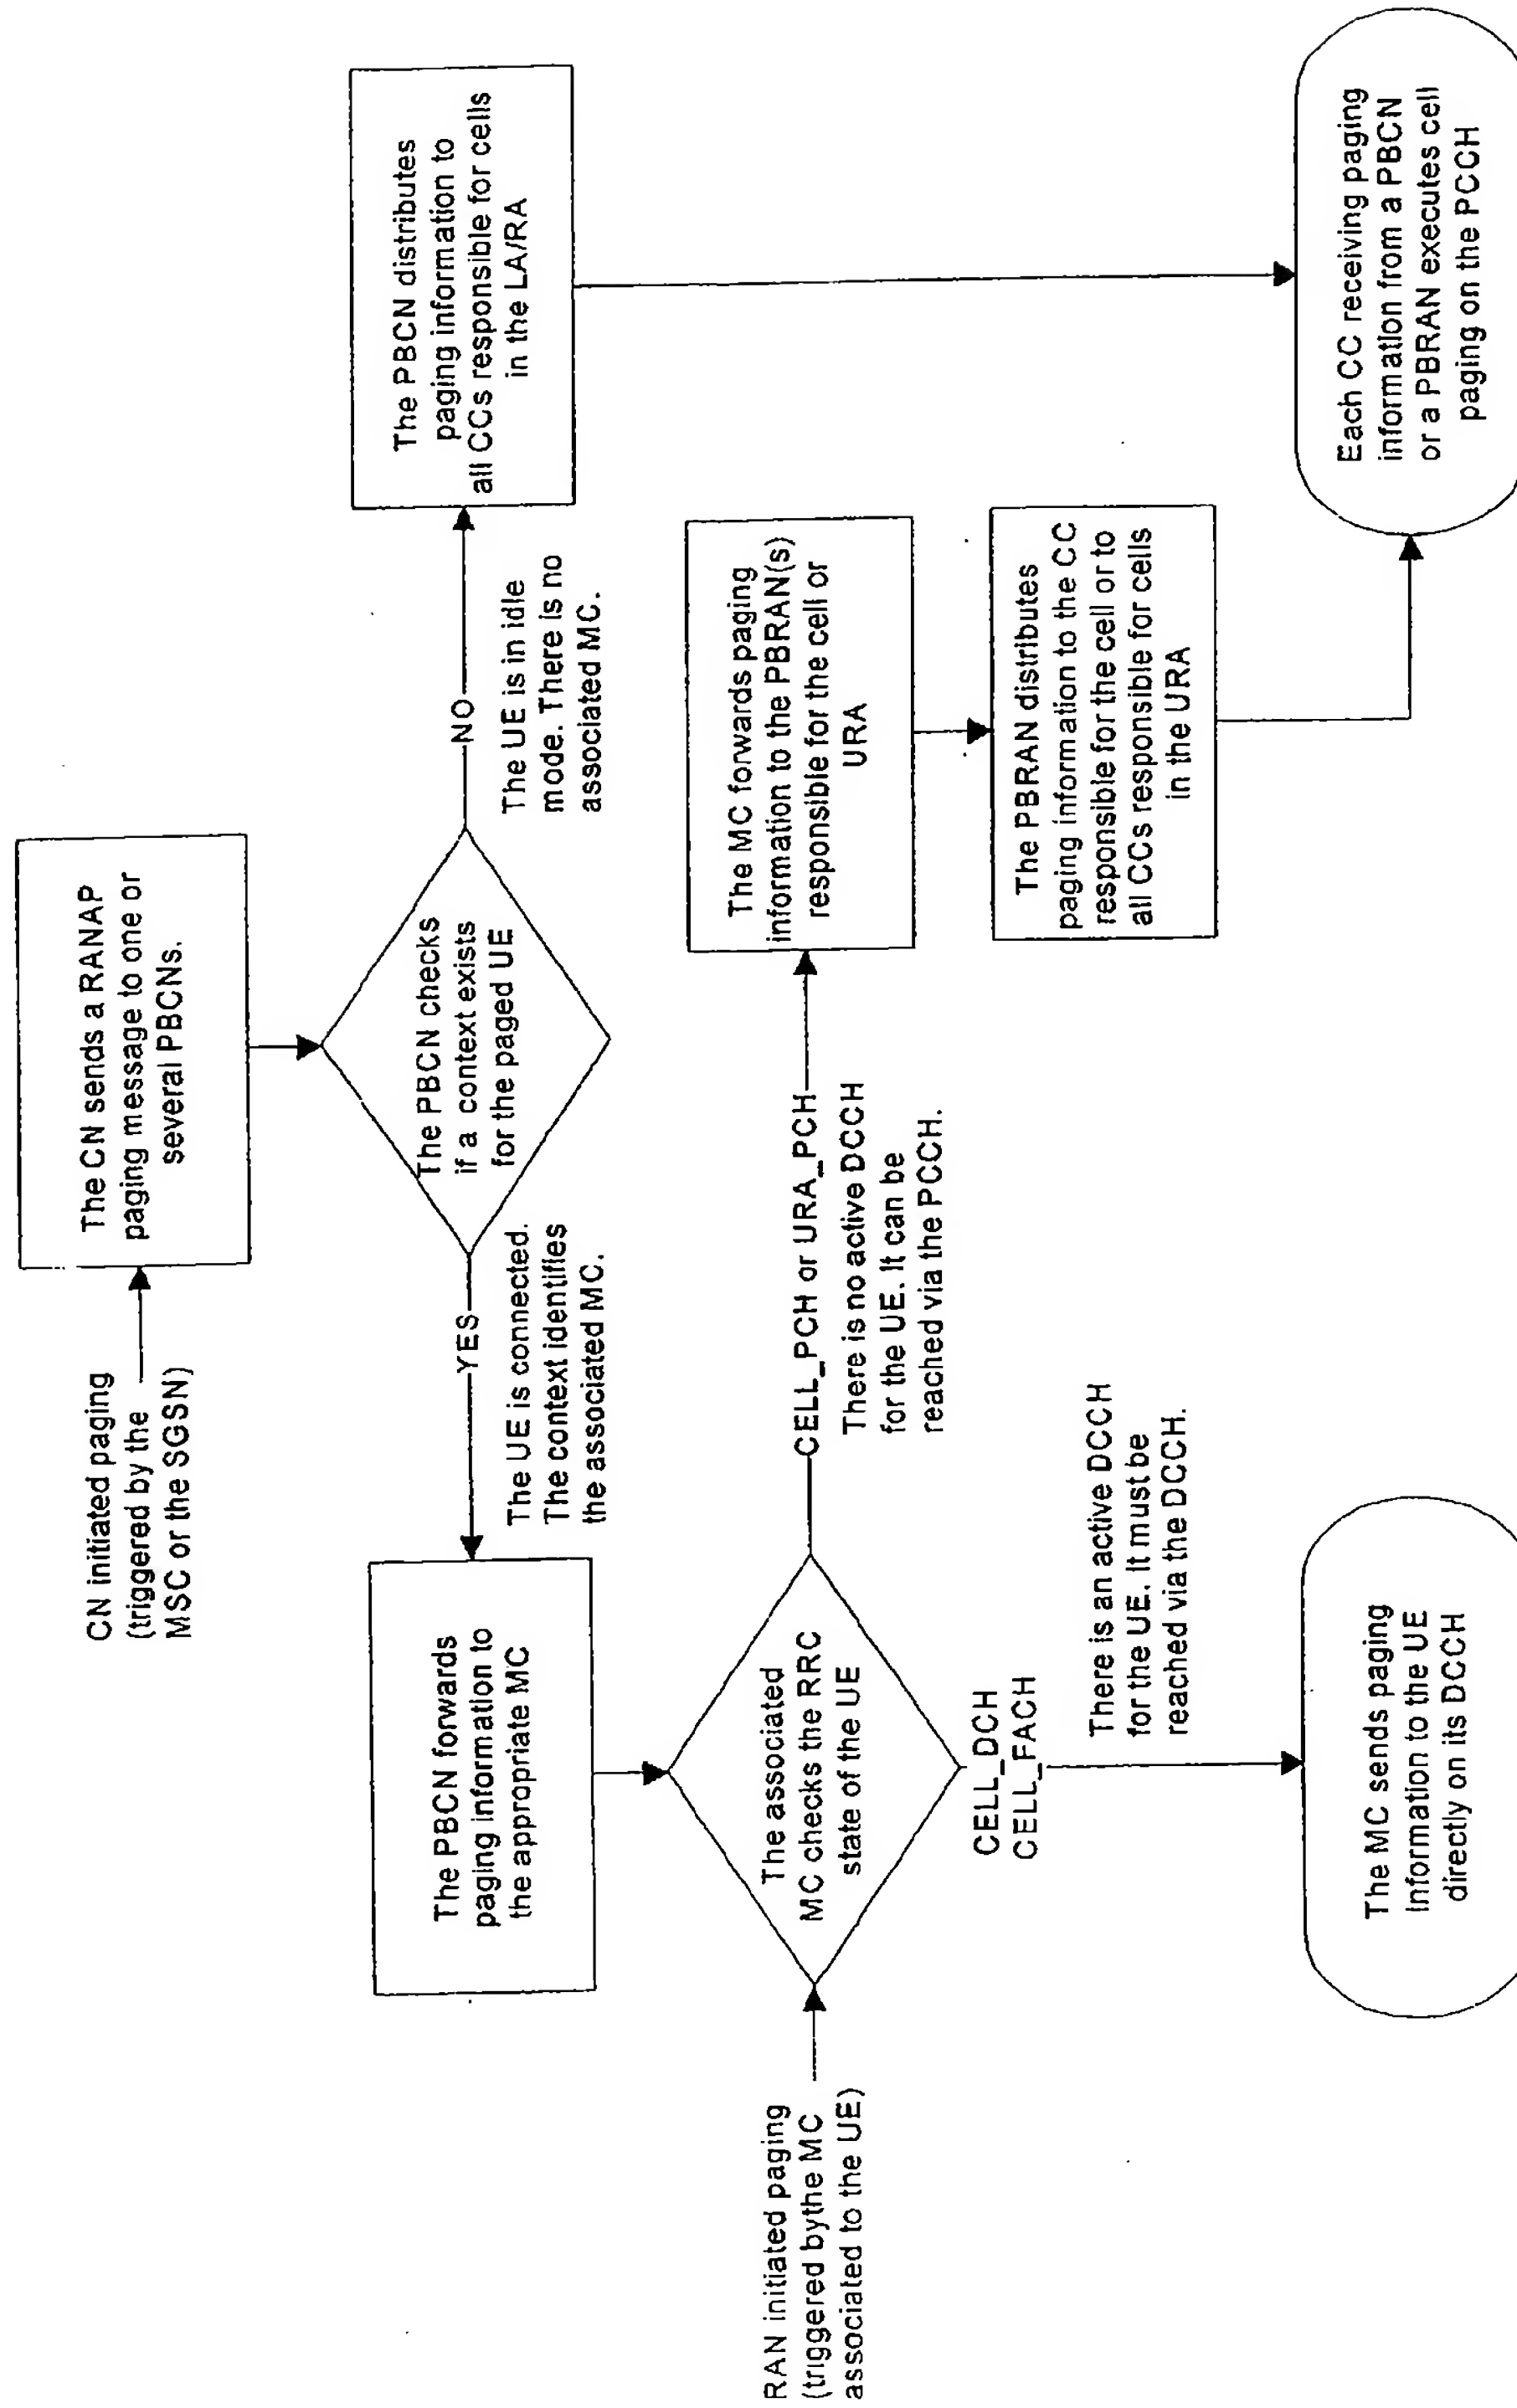 CN initiated paging
(triggered by the
MSC or the SGSN)
The CN sends a RANAP
paging message to one or
several PBCNs.
The PBCN checks
if a context exists
for the paged UE
YES
The UE is connected.
The context identifies
the associated MC.
NO
The UE is in idle
mode. There is no
associated MC.
The PBCN forwards
paging information to
the appropriate MC
The PBCN distributes
paging information to
all CCs responsible for cells
in the LA/RA
RAN initiated paging
(triggered by the MC
associated to the UE)
The associated
MC checks the RRC
state of the UE
CELL_PCH or URA_PCH
There is no active DCCH
for the UE. It can be
reached via the PCCH.
The MC forwards paging
information to the PBRAN(s)
responsible for the cell or
URA
CELL_DCH
CELL_FACH
There is an active DCCH
for the UE. It must be
reached via the DCCH.
The PBRAN distributes
paging information to the CC
responsible for the cell or to
all CCs responsible for cells
in the URA
The MC sends paging
Information to the UE
directly on its DCCH
Each CC receiving paging
information from a PBCN
or a PBRAN executes cell
paging on the PCCH